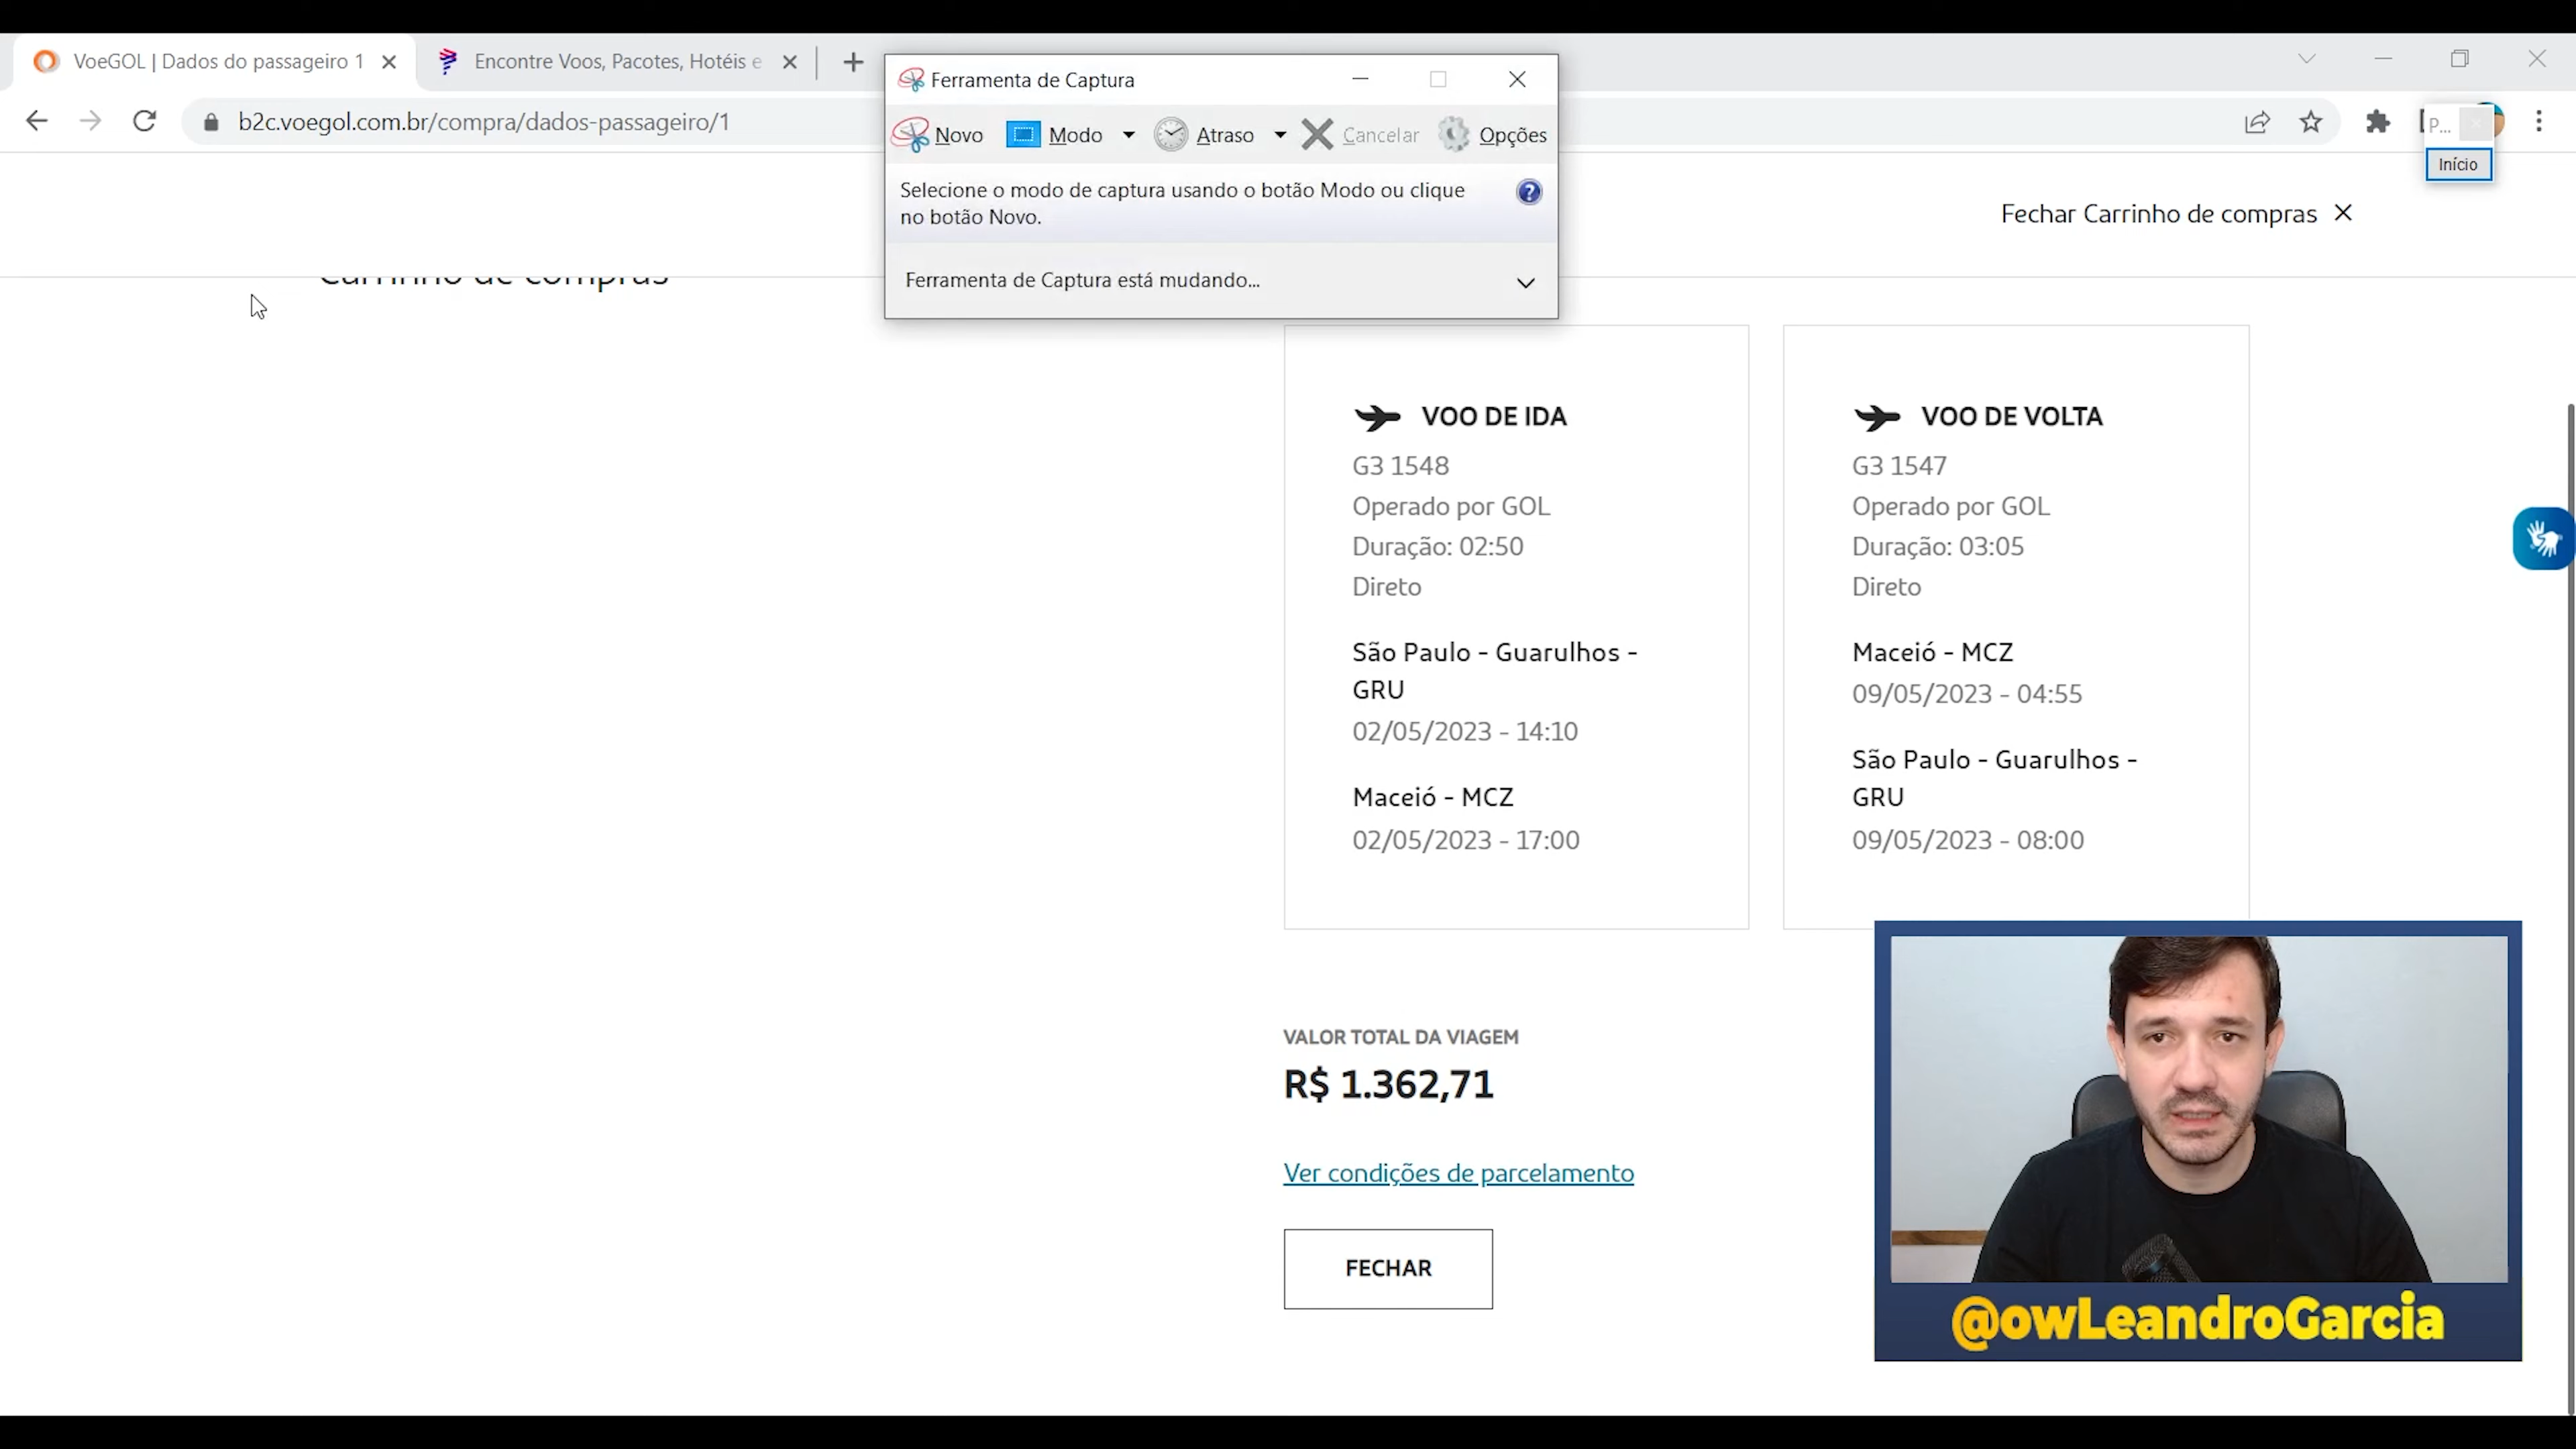 VoeGOL | Dados do passageiro 1
Encontre Voos, Pacotes, Hotéis e
b2c.voegol.com.br/compra/dados-passageiro/1
Ferramenta de Captura
Novo
Modo
Atraso
Cancelar
Opções
Selecione o modo de captura usando o botão Modo ou clique
no botão Novo.
Ferramenta de Captura está mudando...
P...
Início
Fechar Carrinho de compras
Carrinho de compras
VOO DE IDA
G3 1548
Operado por GOL
Duração: 02:50
Direto
São Paulo - Guarulhos -
GRU
02/05/2023 - 14:10
Maceió - MCZ
02/05/2023 - 17:00
VOO DE VOLTA
G3 1547
Operado por GOL
Duração: 03:05
Direto
Maceió - MCZ
09/05/2023 - 04:55
São Paulo - Guarulhos -
GRU
09/05/2023 - 08:00
VALOR TOTAL DA VIAGEM
R$ 1.362,71
Ver condições de parcelamento
FECHAR
@owLeandroGarcia